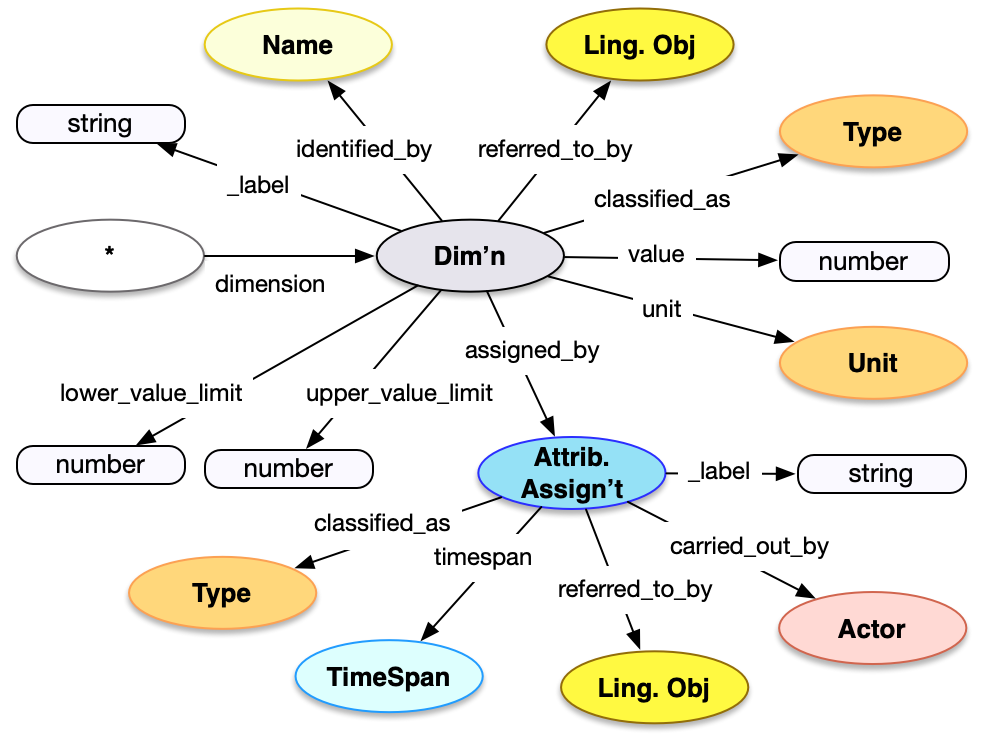 Name
Ling. Obj
string
Type
identified_by
referred_to_by
_label
classified_as
*
Dim’n
value
number
dimension
unit
assigned_by
Unit
lower_value_limit
upper_value_limit
number
number
Attrib.
Assign’t
_label
string
classified_as
timespan
carried_out_by
referred_to_by
Type
Actor
TimeSpan
Ling. Obj